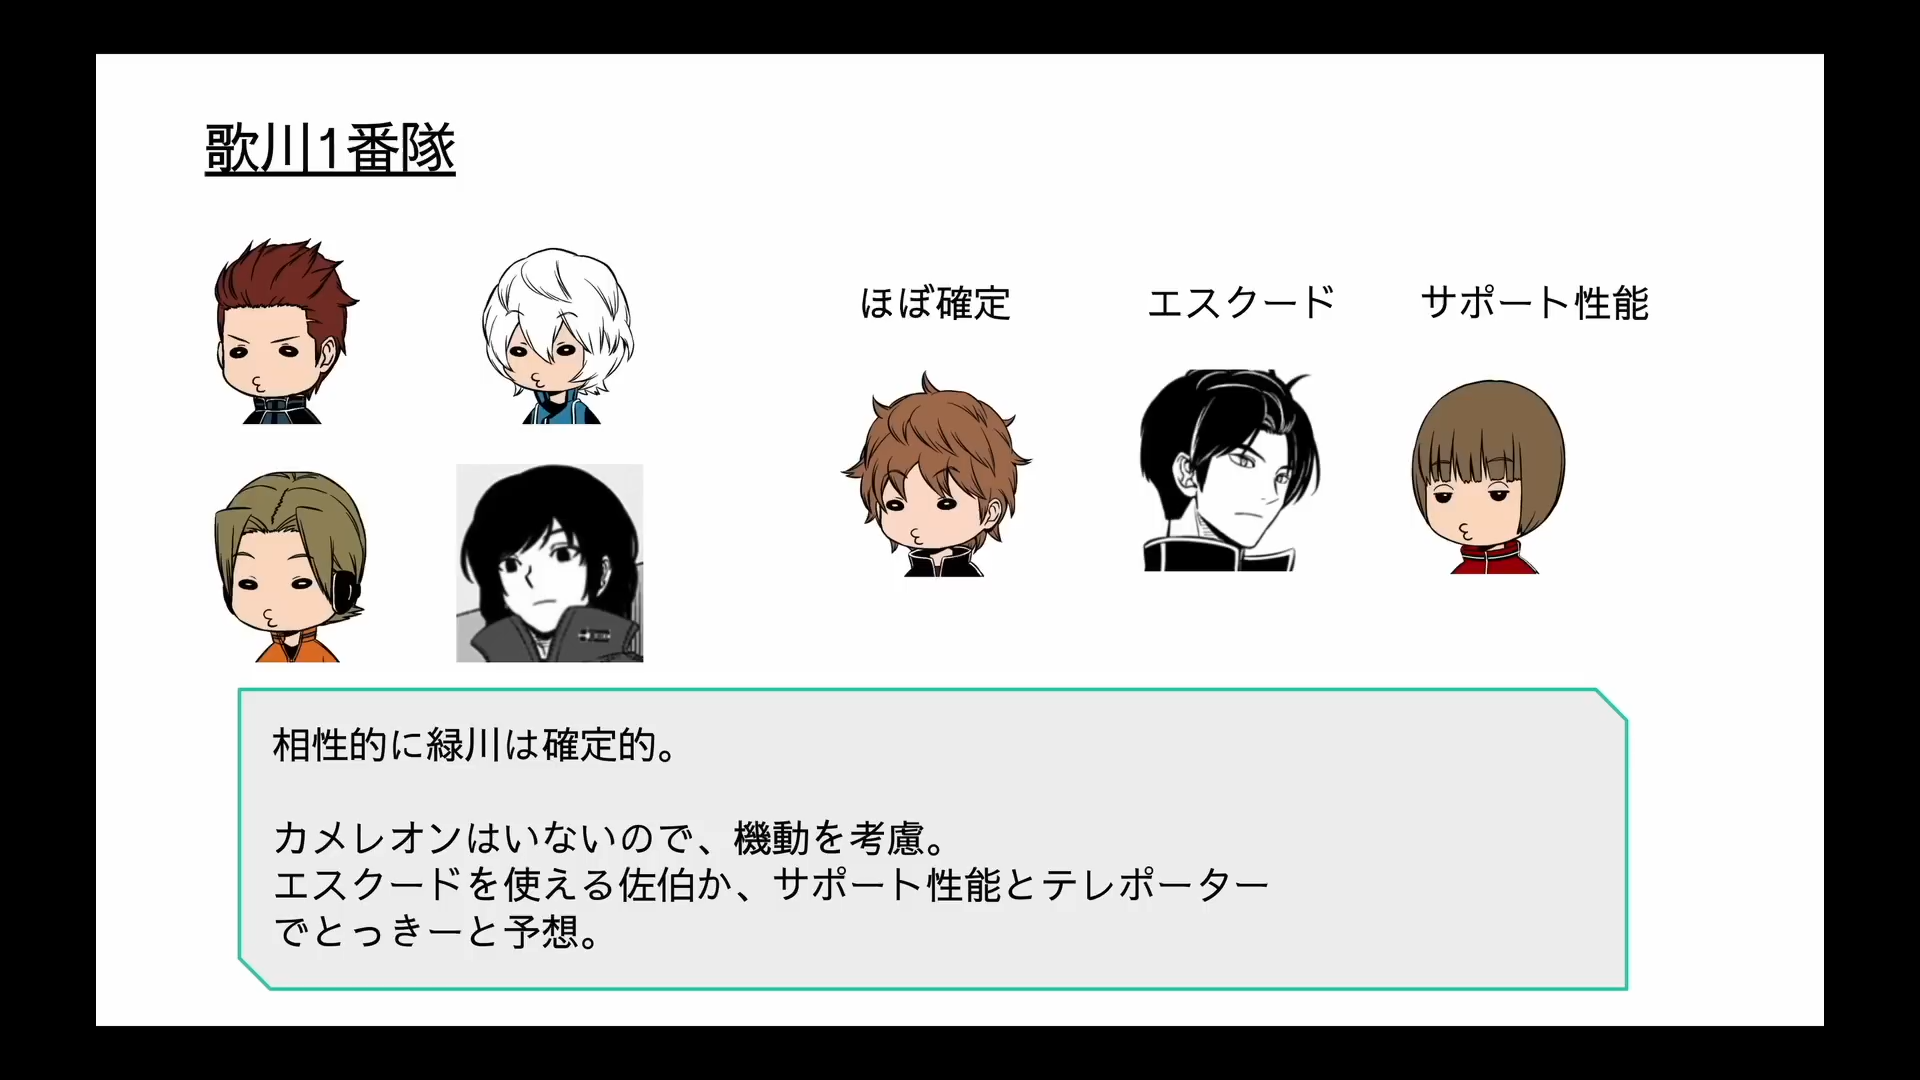 歌川1番隊
ほぼ確定
エスクード
サポート性能
相性的に緑川は確定的。
カメレオンはいないので、機動を考慮。
エスクードを使える佐伯か、サポート性能とテレポーター
でとっきーと予想。